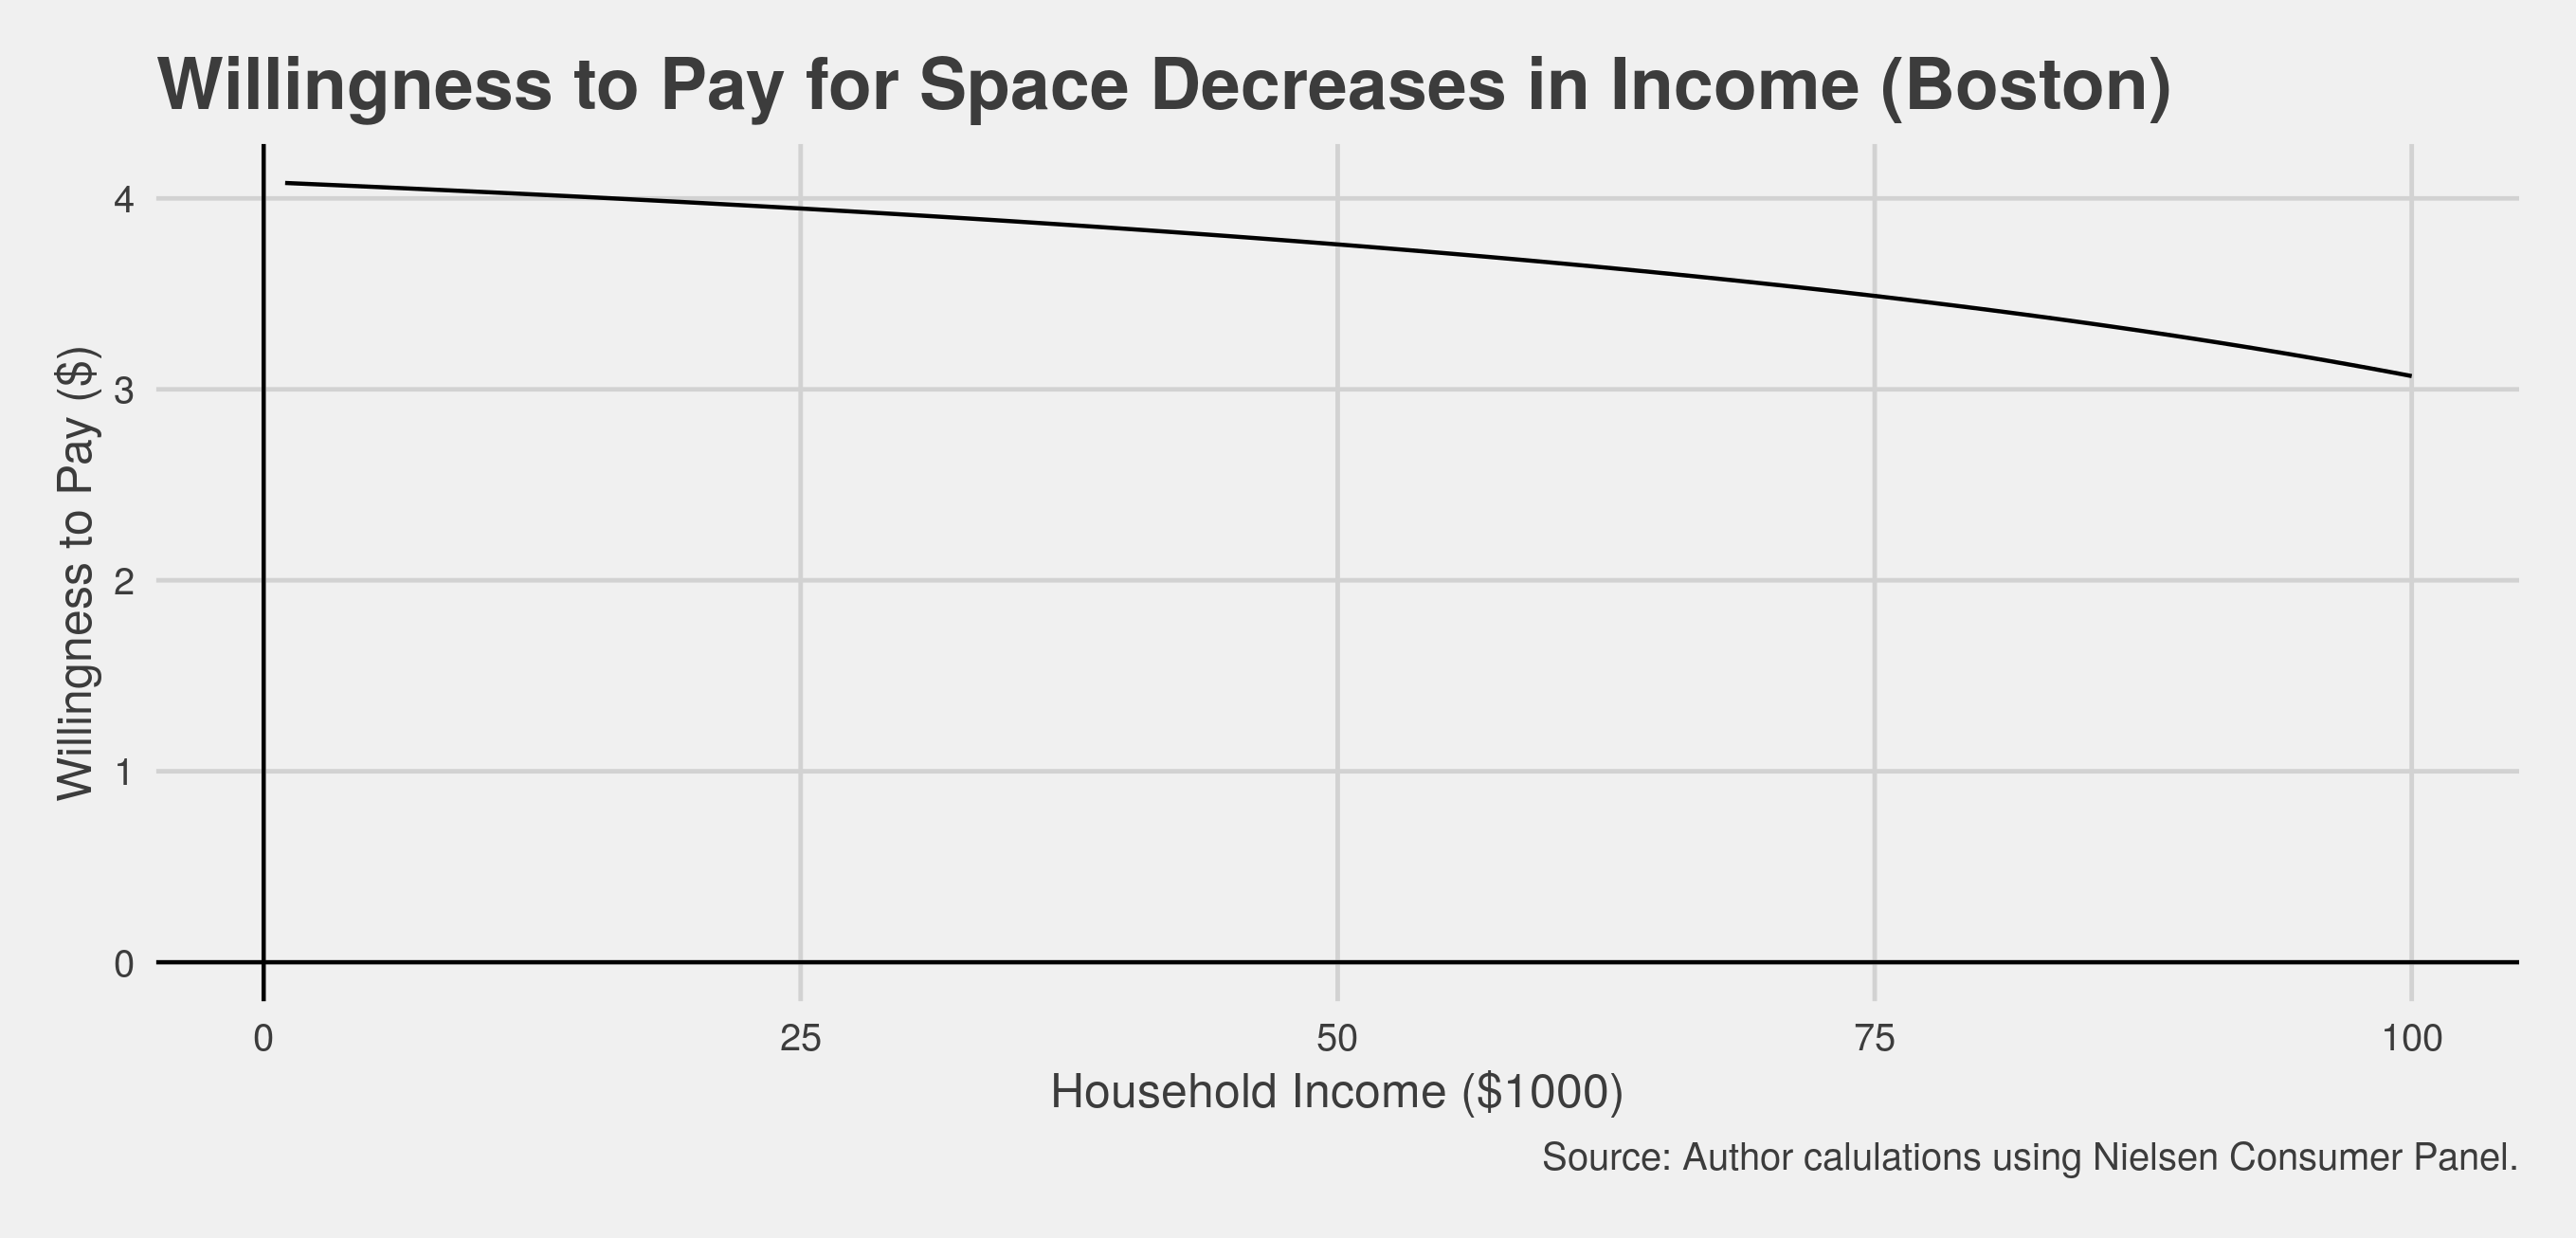 Willingness to Pay for Space Decreases in Income (Boston)
Willingness to Pay ($)
4
3
2
1
0
0 25 50 75 100
Household Income ($1000)
Source: Author calulations using Nielsen Consumer Panel.